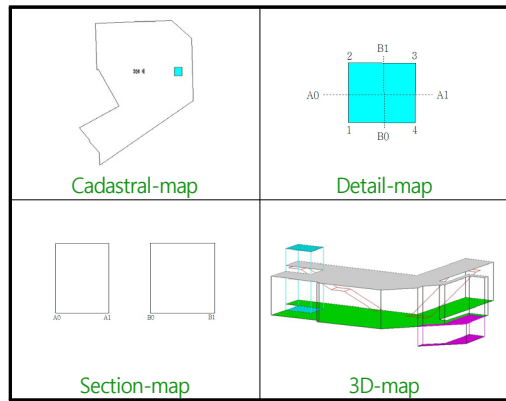 Cadastral-map
B1
2 3
A0 A1
1 4
B0
Detail-map
A0 A1 B0 B1
Section-map
3D-map